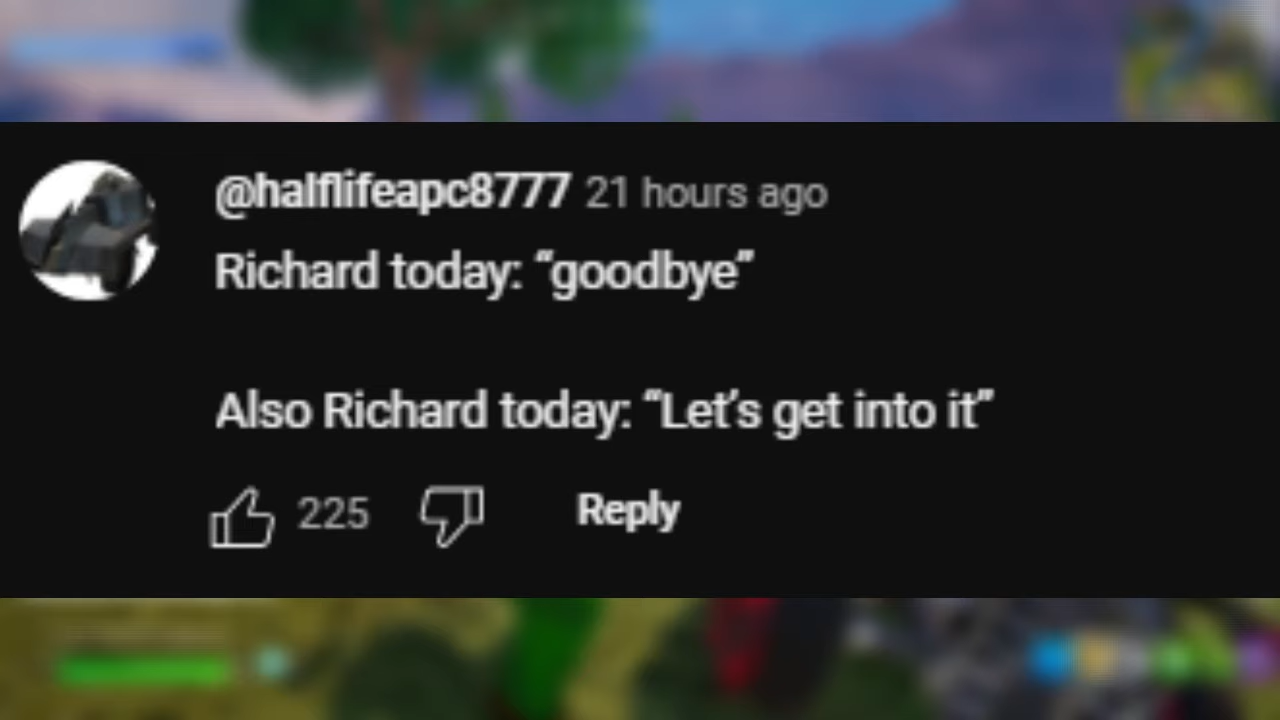 @halflifeapc8777 21 hours ago
Richard today: “goodbye”
Also Richard today: “Let’s get into it”
225 Reply